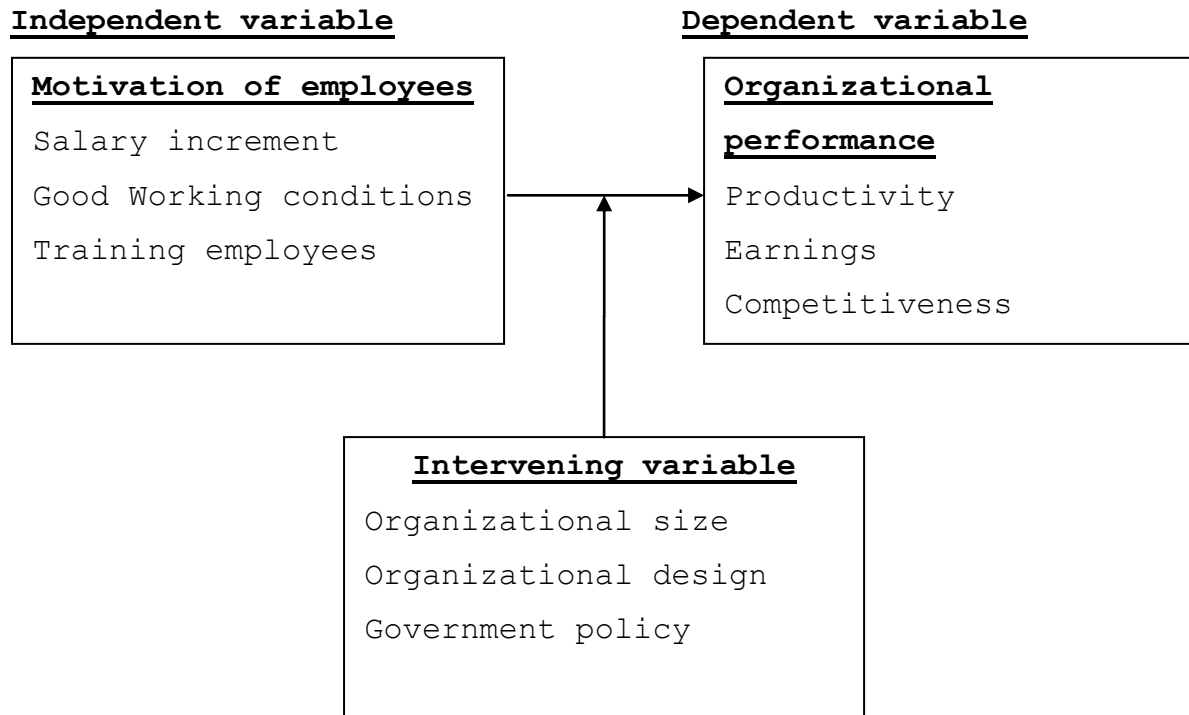 Independent variable
Dependent variable
Motivation of employees
Salary increment
Good Working conditions
Training employees
Organizational
performance
Productivity
Earnings
Competitiveness
Intervening variable
Organizational size
Organizational design
Government policy